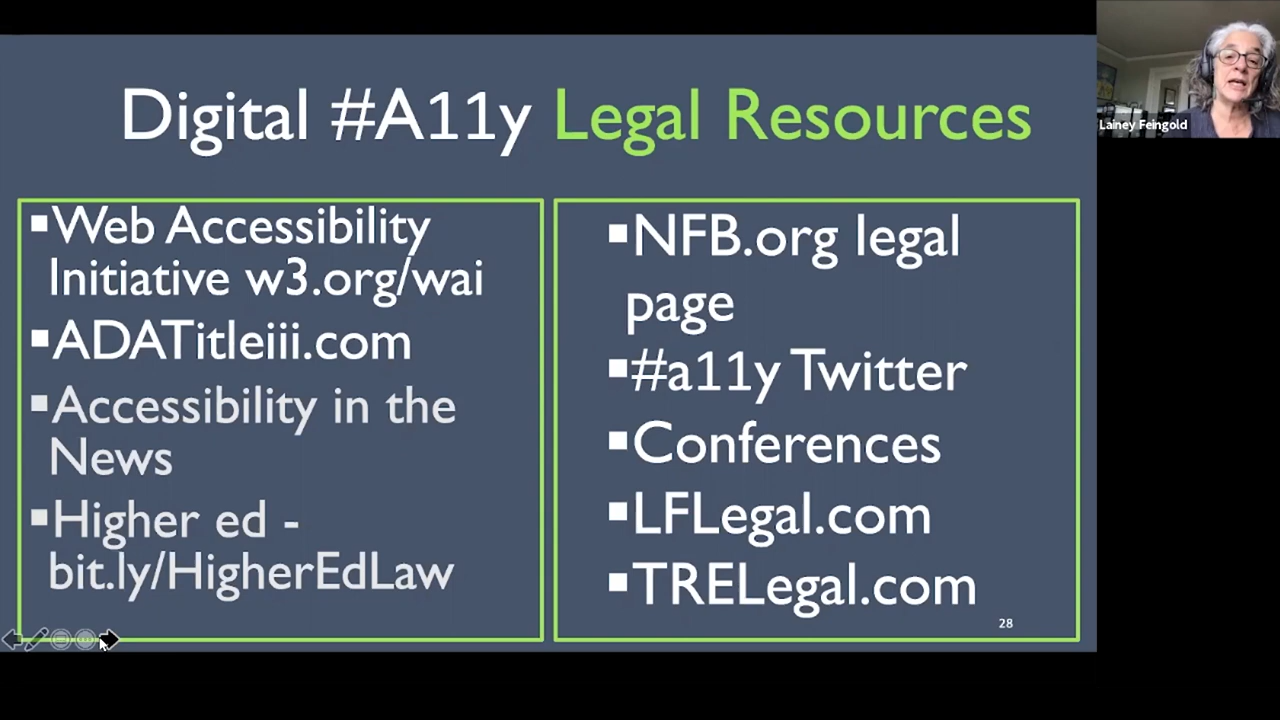 Digital #A11y Legal Resources
▪Web Accessibility
Initiative w3.org/wai
▪ADATitleiii.com
▪Accessibility in the
News
▪Higher ed -
bit.ly/HigherEdLaw
▪NFB.org legal
page
▪#a11y Twitter
▪Conferences
▪LFLegal.com
▪TRELegal.com
28
Lainey Feingold